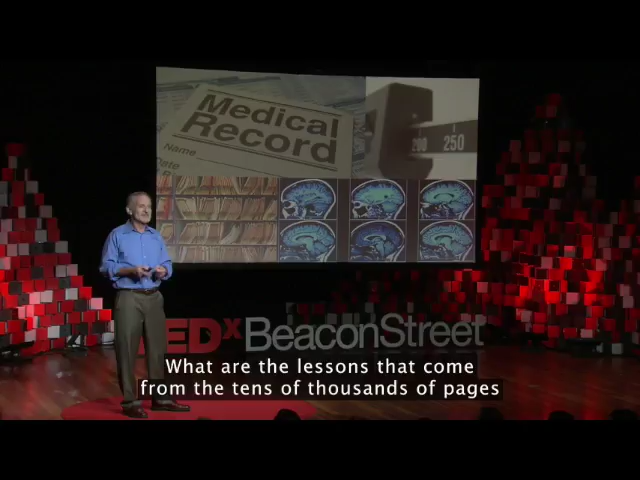 Medical
Record
Name
Date
200 250
TEDx BeaconStreet
What are the lessons that come
from the tens of thousands of pages